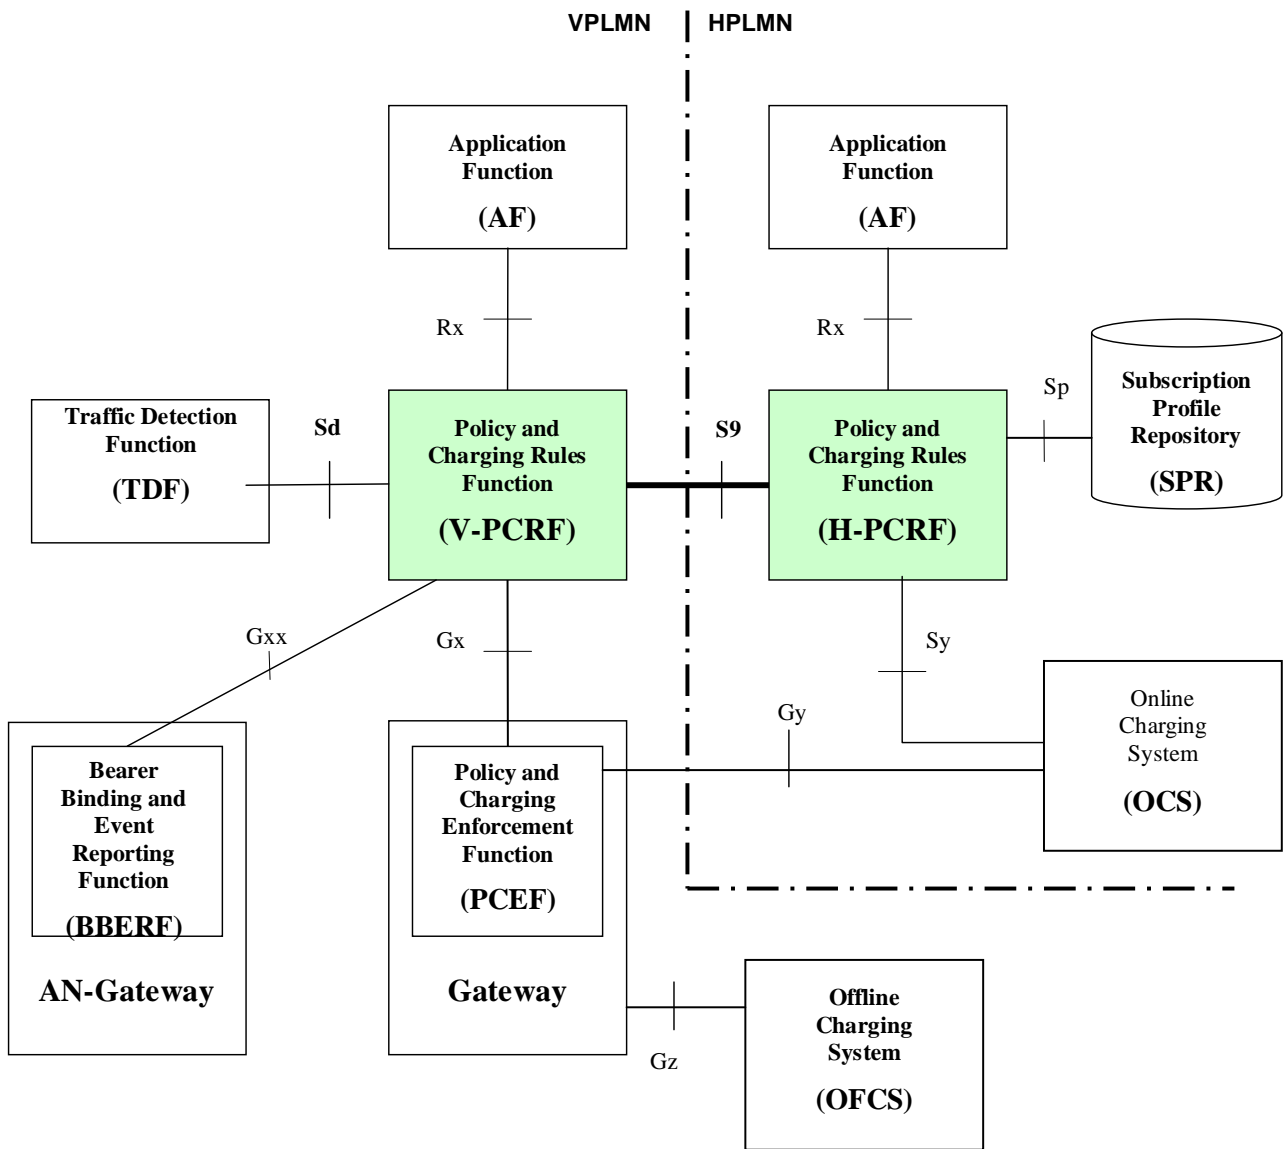 VPLMN
HPLMN
Application
Function
(AF)
Application
Function
(AF)
Rx
Rx
Traffic Detection
Function
(TDF)
Sd
Policy and
Charging Rules
Function
(V-PCRF)
S9
Policy and
Charging Rules
Function
(H-PCRF)
Sp
Subscription
Profile
Repository
(SPR)
Gxx
Gx
Sy
Gy
Online
Charging
System
(OCS)
Bearer
Binding and
Event
Reporting
Function
(BBERF)
AN-Gateway
Policy and
Charging
Enforcement
Function
(PCEF)
Gateway
Gz
Offline
Charging
System
(OFCS)